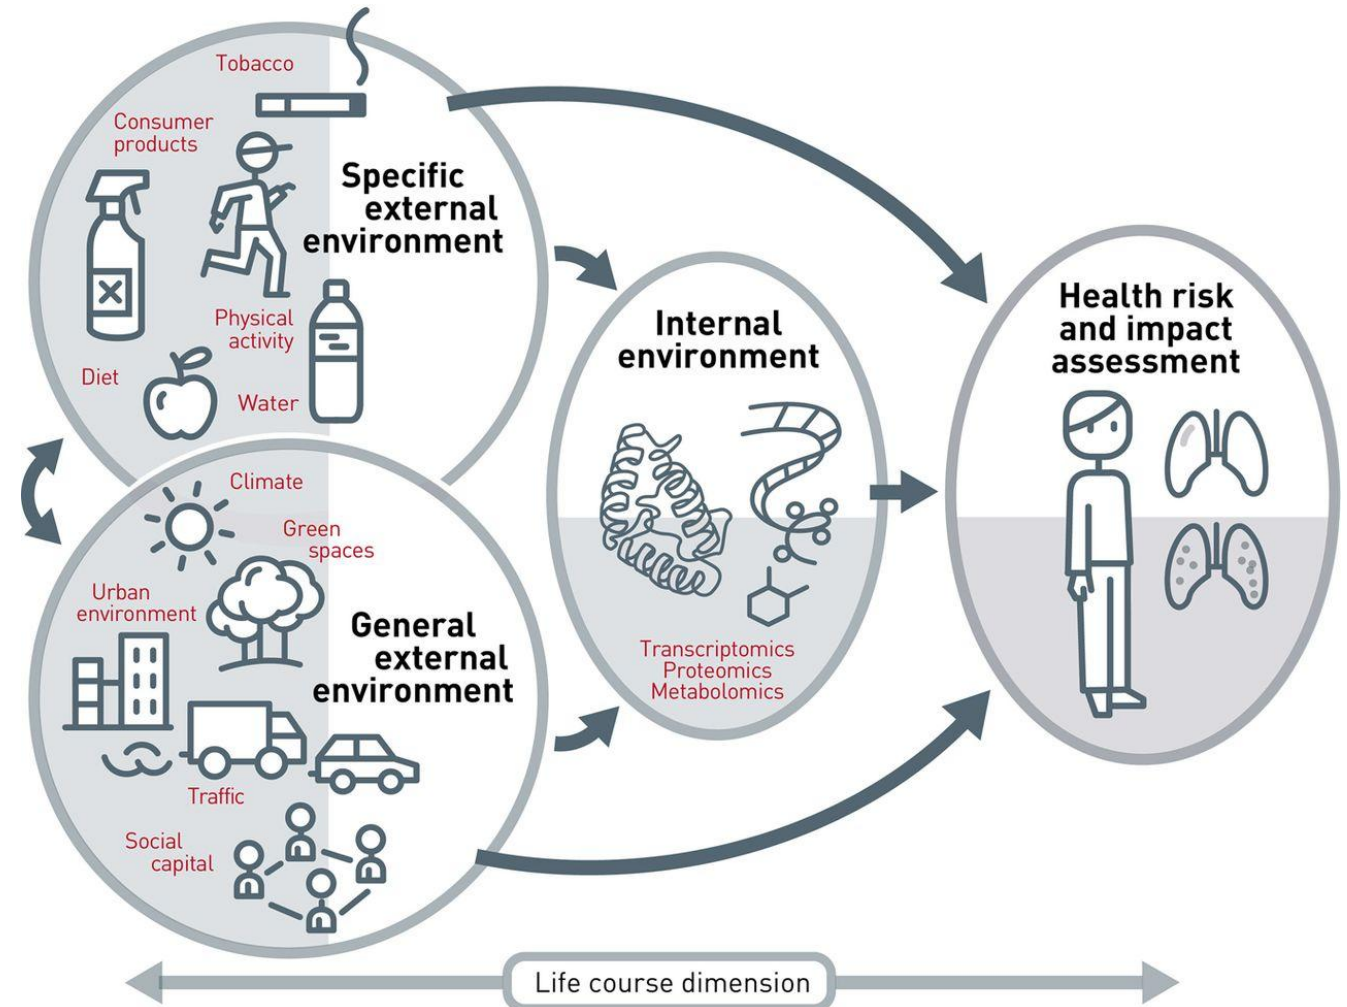 Tobacco
Consumer
products
Specific
external
environment
Physical
activity
Diet
Water
Climate
Green
spaces
Urban
environment
General
external
environment
Traffic
Social
capital
Internal
environment
Transcriptomics
Proteomics
Metabolomics
Health risk
and impact
assessment
Life course dimension